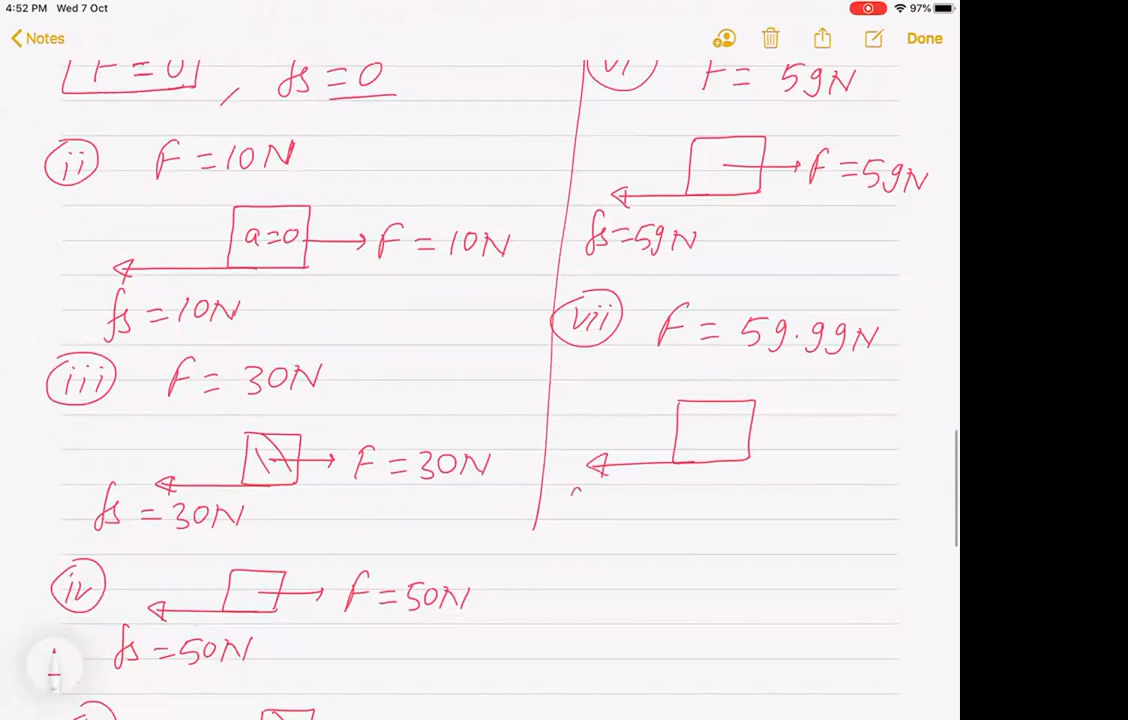 4:52 PM Wed 7 Oct
97%
Notes
Done
F = 0, fs = 0
ii F = 10N
a=0 F = 10N
fs = 10N
iii F = 30N
F = 30N
fs = 30N
iv F = 50N
fs = 50N
vi F = 59N
F = 59N
fs = 59N
vii F = 59.99N